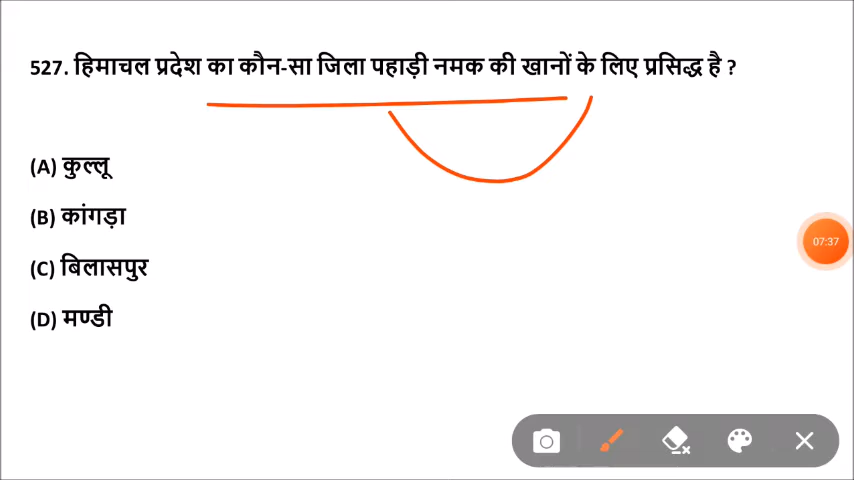 527. हिमाचल प्रदेश का कौन-सा जिला पहाड़ी नमक की खानों के लिए प्रसिद्ध है ?
(A) कुल्लू
(B) कांगड़ा
07:37
(C) बिलासपुर
(D) मण्डी